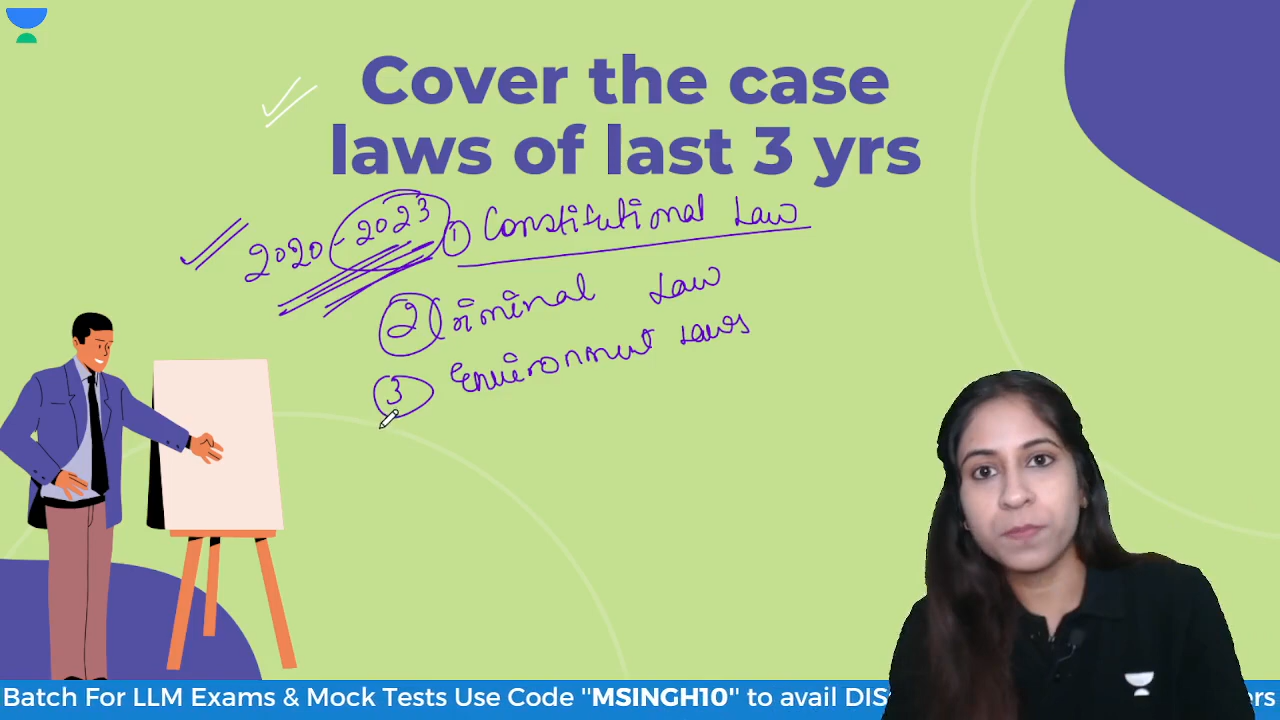 Cover the case
laws of last 3 yrs
2020 - 2023
1 Constitutional Law
2 Criminal Law
3 Environment Laws
Batch For LLM Exams & Mock Tests Use Code "MSINGH10" to avail DIS
ers